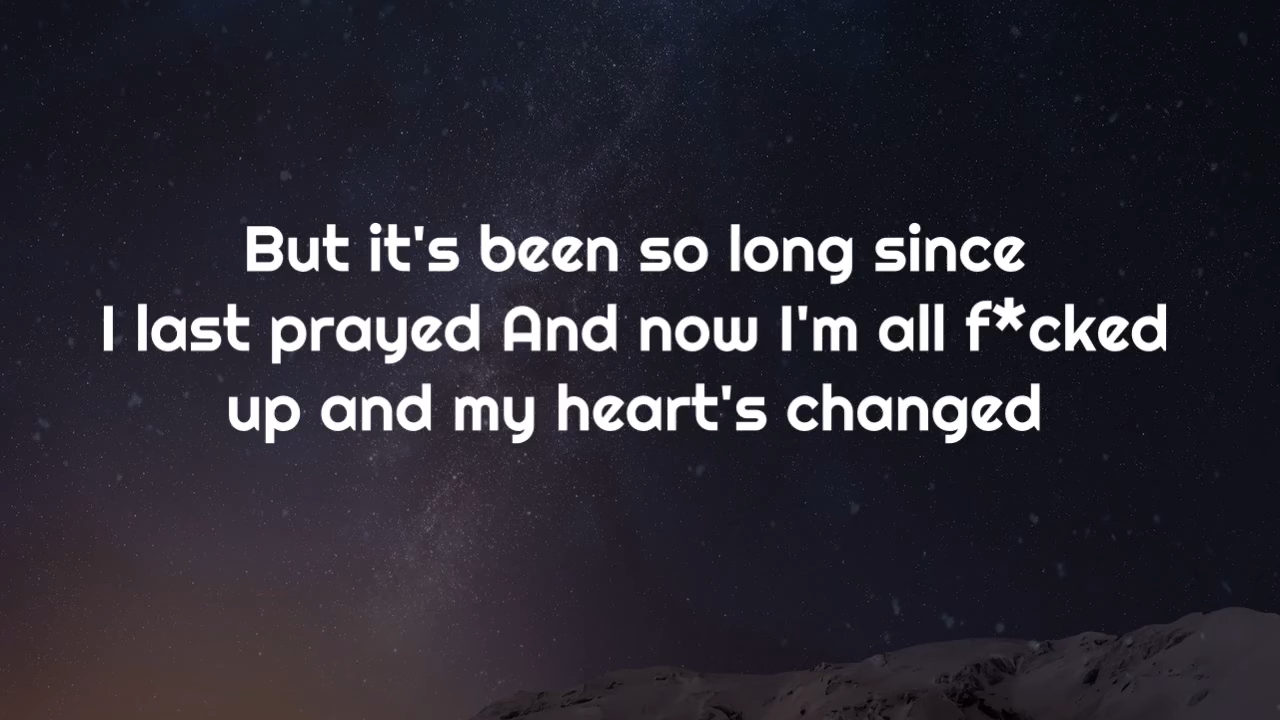 But it's been so long since
I last prayed And now I'm all f*cked
up and my heart's changed